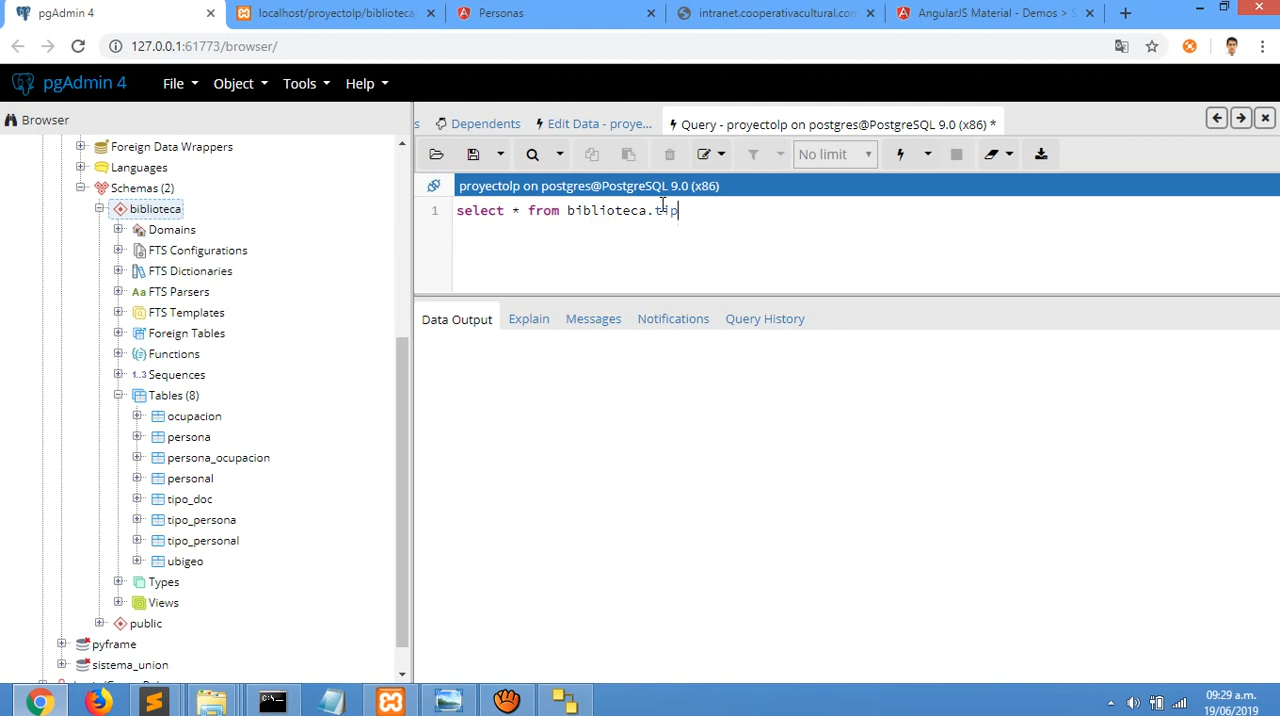 pgAdmin 4
localhost/proyectolp/biblioteca
Personas
intranet.cooperativacultural.com
AngularJS Material - Demos > S
127.0.0.1:61773/browser/
pgAdmin 4
File
Object
Tools
Help
Browser
Dependents
Edit Data - proye...
Query - proyectolp on postgres@PostgreSQL 9.0 (x86) *
No limit
proyectolp on postgres@PostgreSQL 9.0 (x86)
1 select * from biblioteca.tip
Data Output
Explain
Messages
Notifications
Query History
Foreign Data Wrappers
Languages
Schemas (2)
biblioteca
Domains
FTS Configurations
FTS Dictionaries
Aa FTS Parsers
FTS Templates
Foreign Tables
Functions
1..3 Sequences
Tables (8)
ocupacion
persona
persona_ocupacion
personal
tipo_doc
tipo_persona
tipo_personal
ubigeo
Types
Views
public
pyframe
sistema_union
09:29 a.m.
19/06/2019